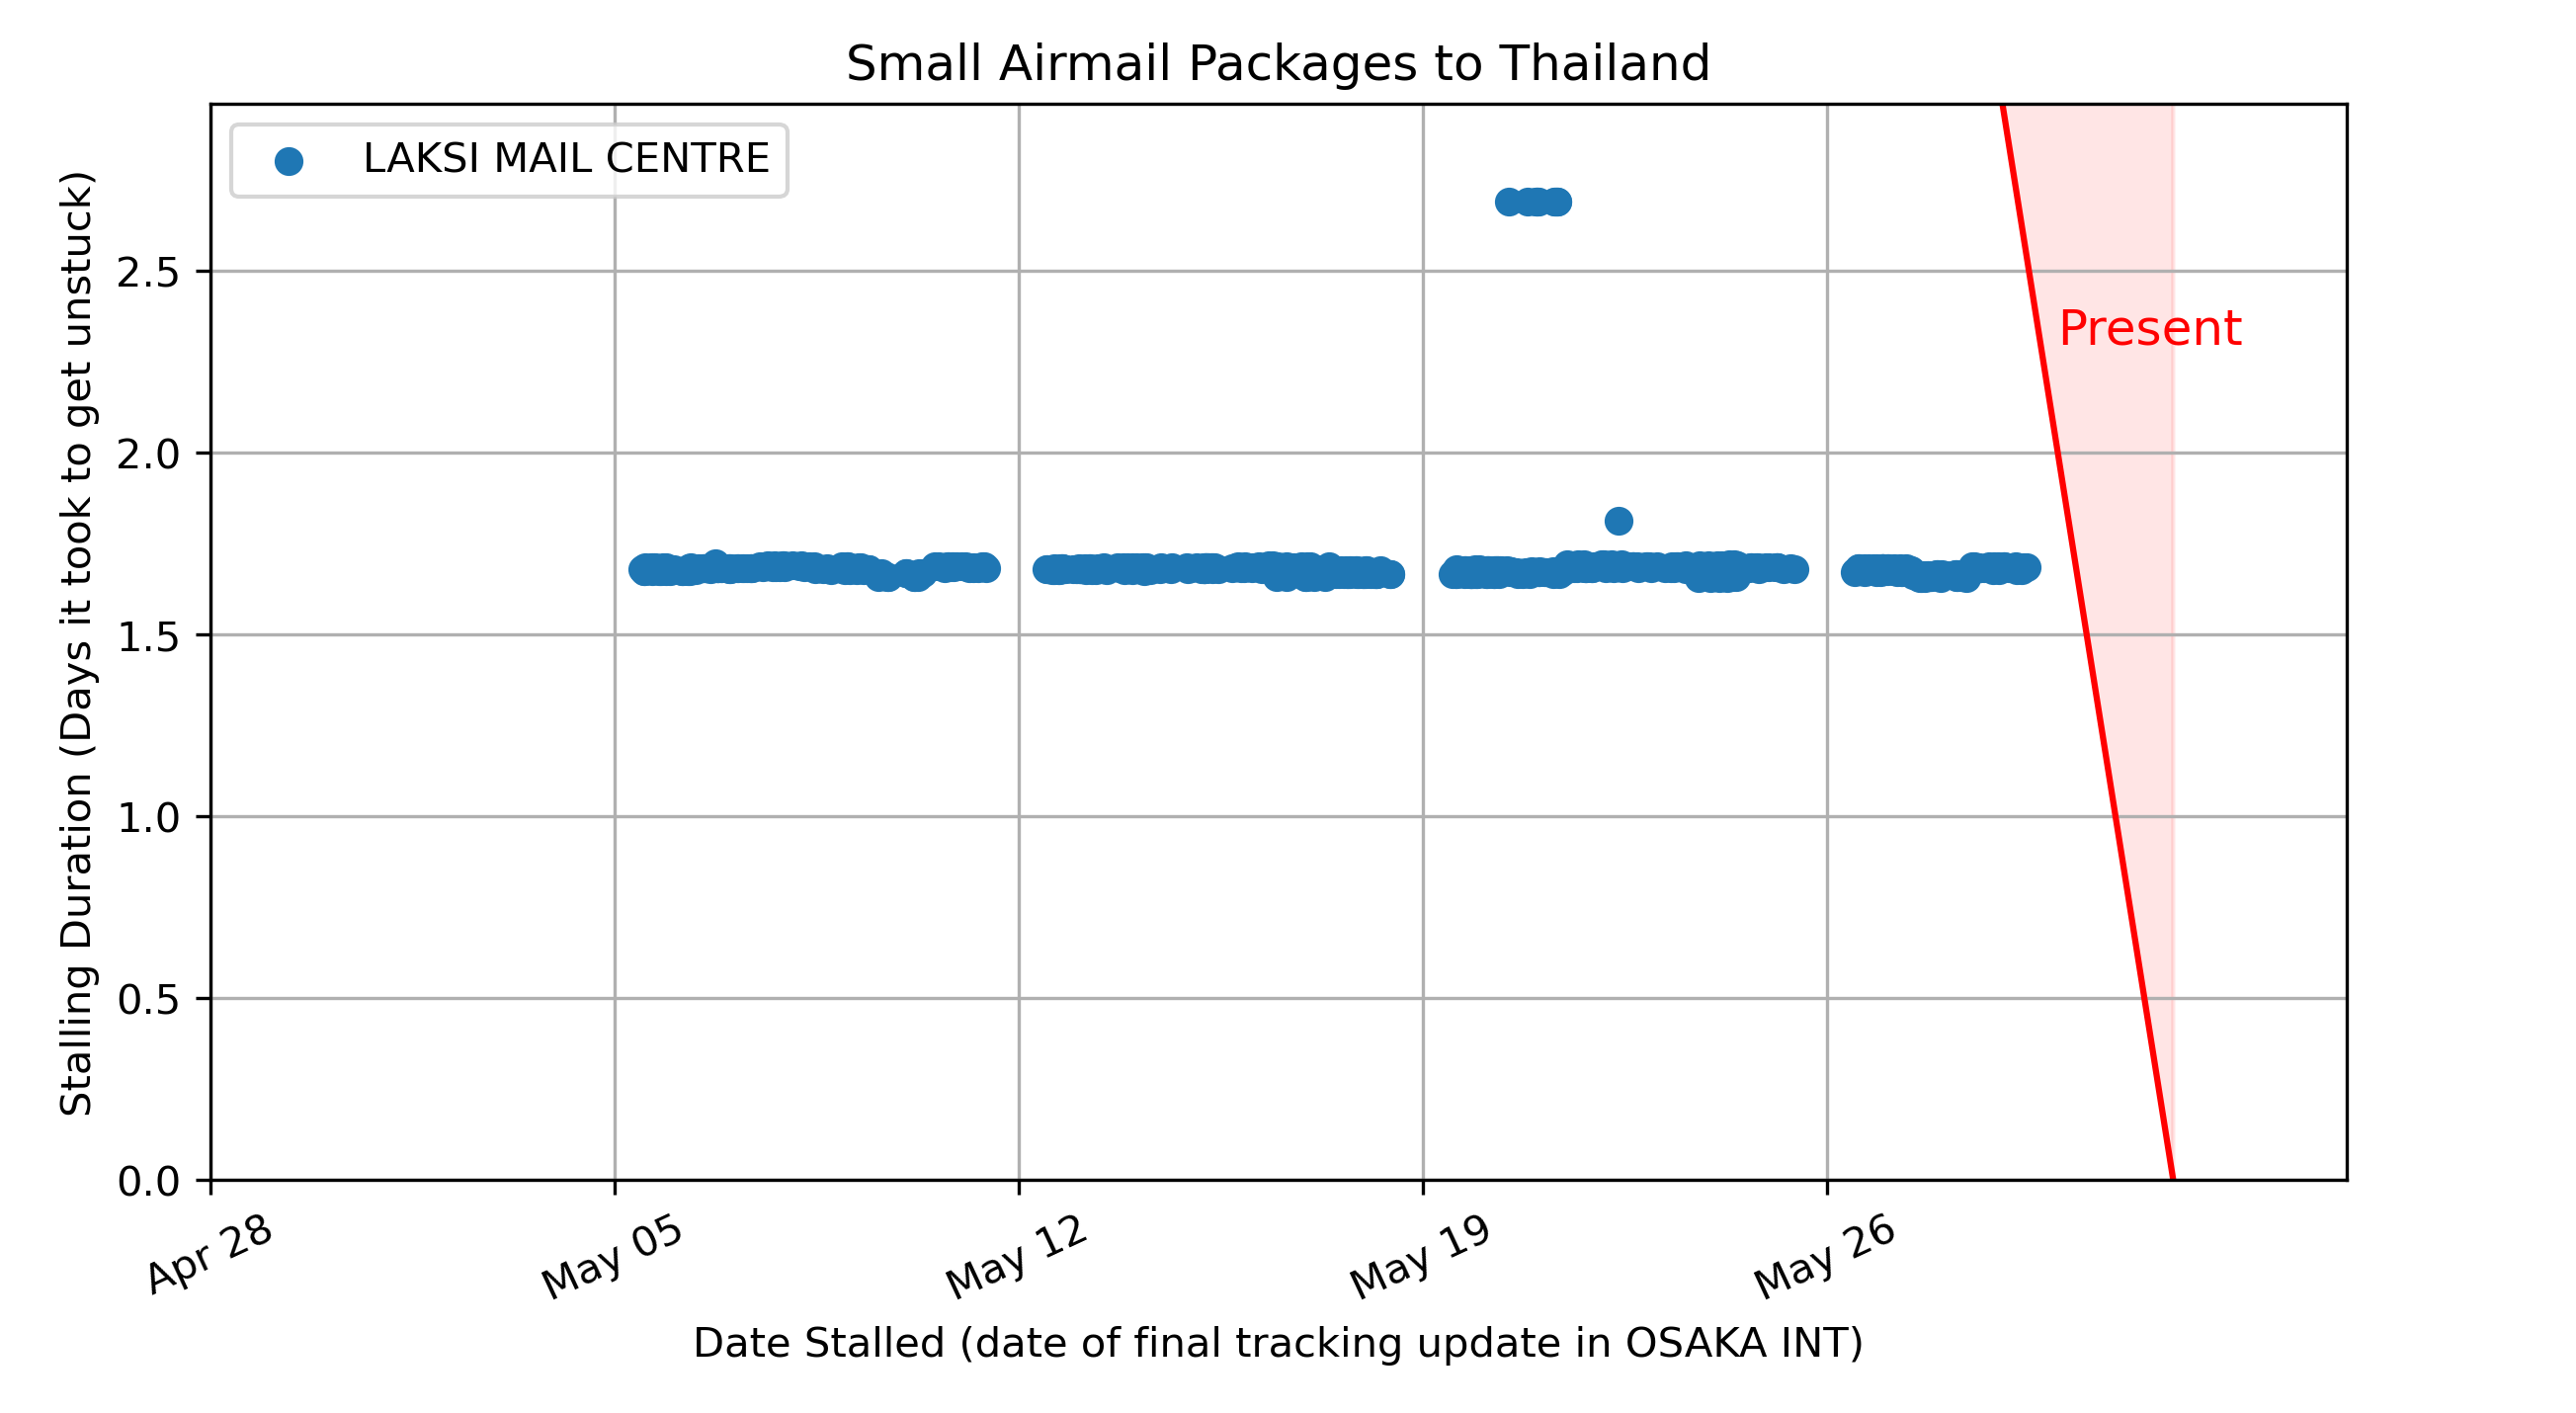 Small Airmail Packages to Thailand
LAKSI MAIL CENTRE
Stalling Duration (Days it took to get unstuck)
2.5
2.0
1.5
1.0
0.5
0.0
Present
Apr 28
May 05
May 12
May 19
May 26
Date Stalled (date of final tracking update in OSAKA INT)